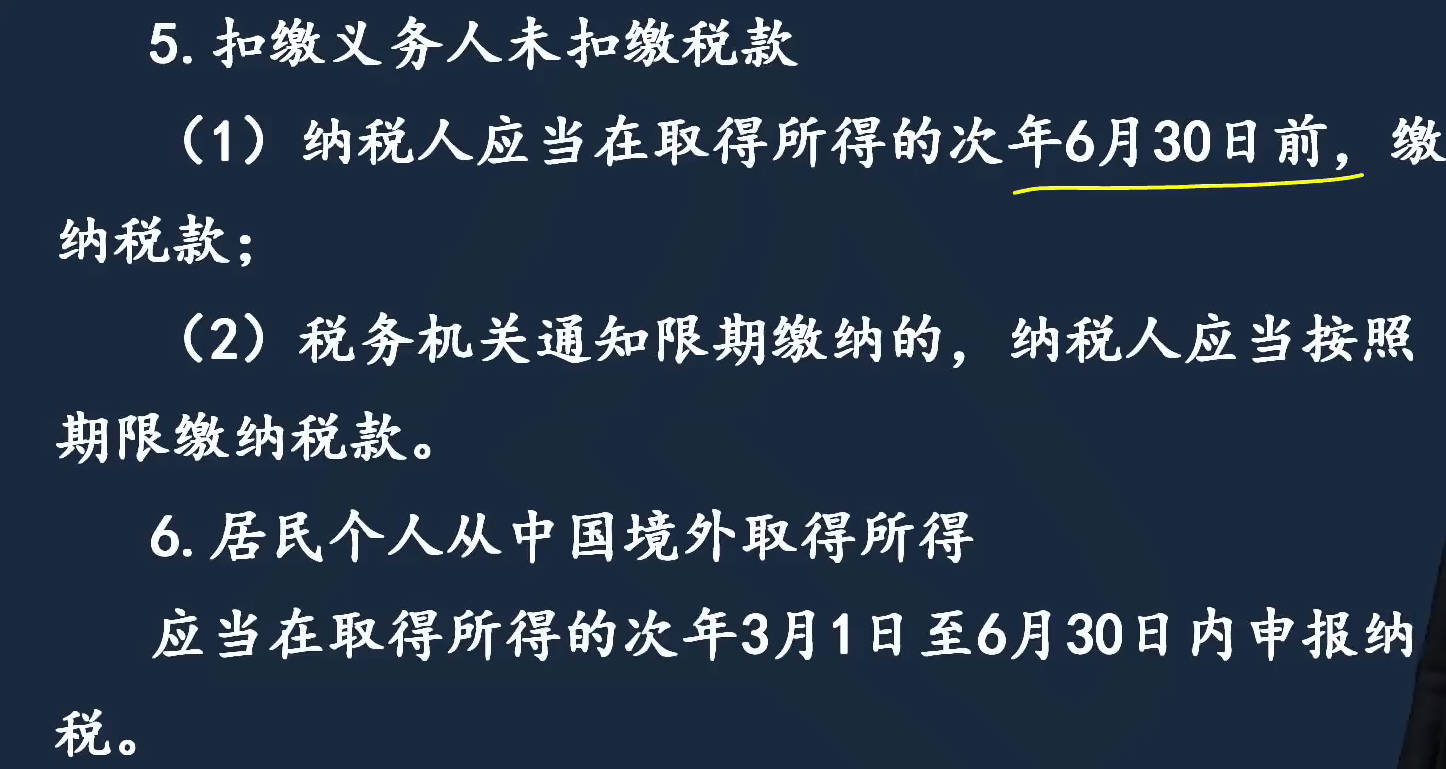 5.扣缴义务人未扣缴税款
（1）纳税人应当在取得所得的次年6月30日前，缴
纳税款；
（2）税务机关通知限期缴纳的，纳税人应当按照
期限缴纳税款。
6.居民个人从中国境外取得所得
应当在取得所得的次年3月1日至6月30日内申报纳
税。